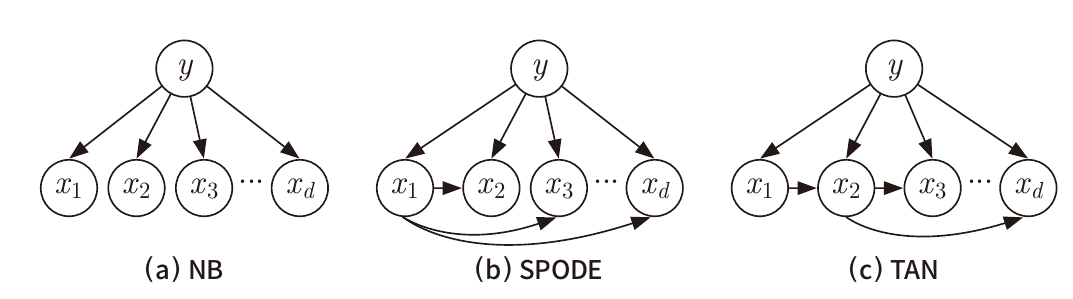 y y y
x1 x2 x3 ··· xd x1 x2 x3 ··· xd x1 x2 x3 ··· xd
(a) NB (b) SPODE (c) TAN